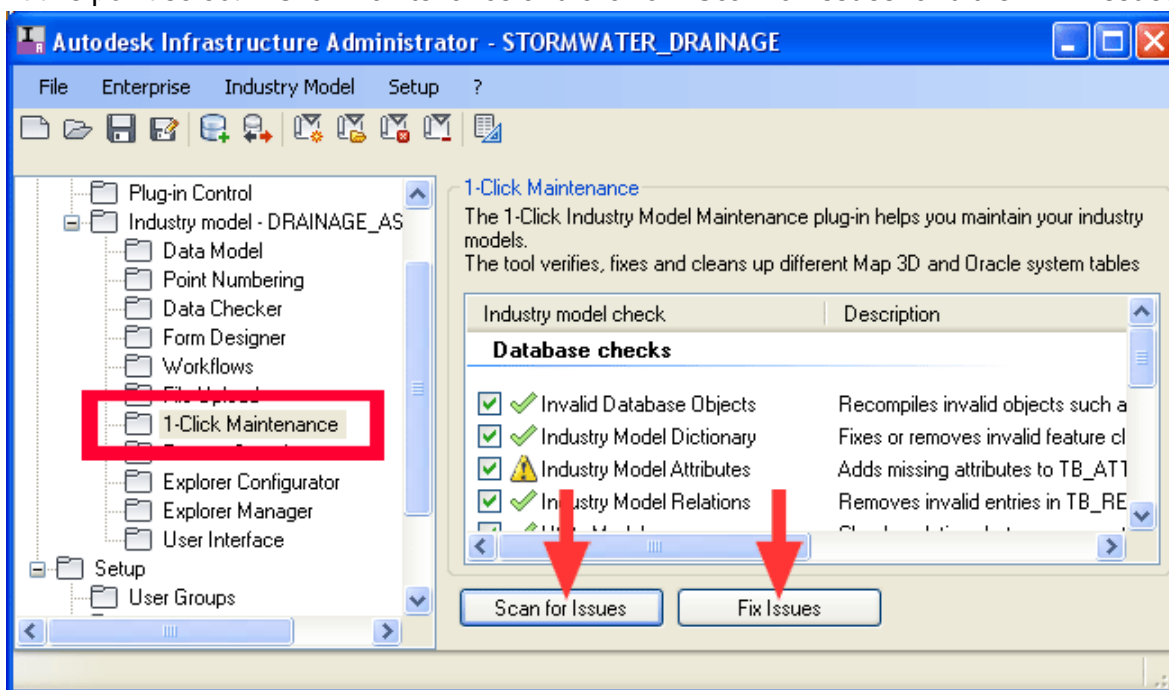 Autodesk Infrastructure Administrator - STORMWATER_DRAINAGE
File Enterprise Industry Model Setup ?
Plug-in Control
Industry model - DRAINAGE_AS
Data Model
Point Numbering
Data Checker
Form Designer
Workflows
1-Click Maintenance
Explorer Configurator
Explorer Manager
User Interface
Setup
User Groups
1-Click Maintenance
The 1-Click Industry Model Maintenance plug-in helps you maintain your industry
models.
The tool verifies, fixes and cleans up different Map 3D and Oracle system tables
Industry model check Description
Database checks
Invalid Database Objects Recompiles invalid objects such a
Industry Model Dictionary Fixes or removes invalid feature cl
Industry Model Attributes Adds missing attributes to TB_ATT
Industry Model Relations Removes invalid entries in TB_RE
Scan for Issues Fix Issues